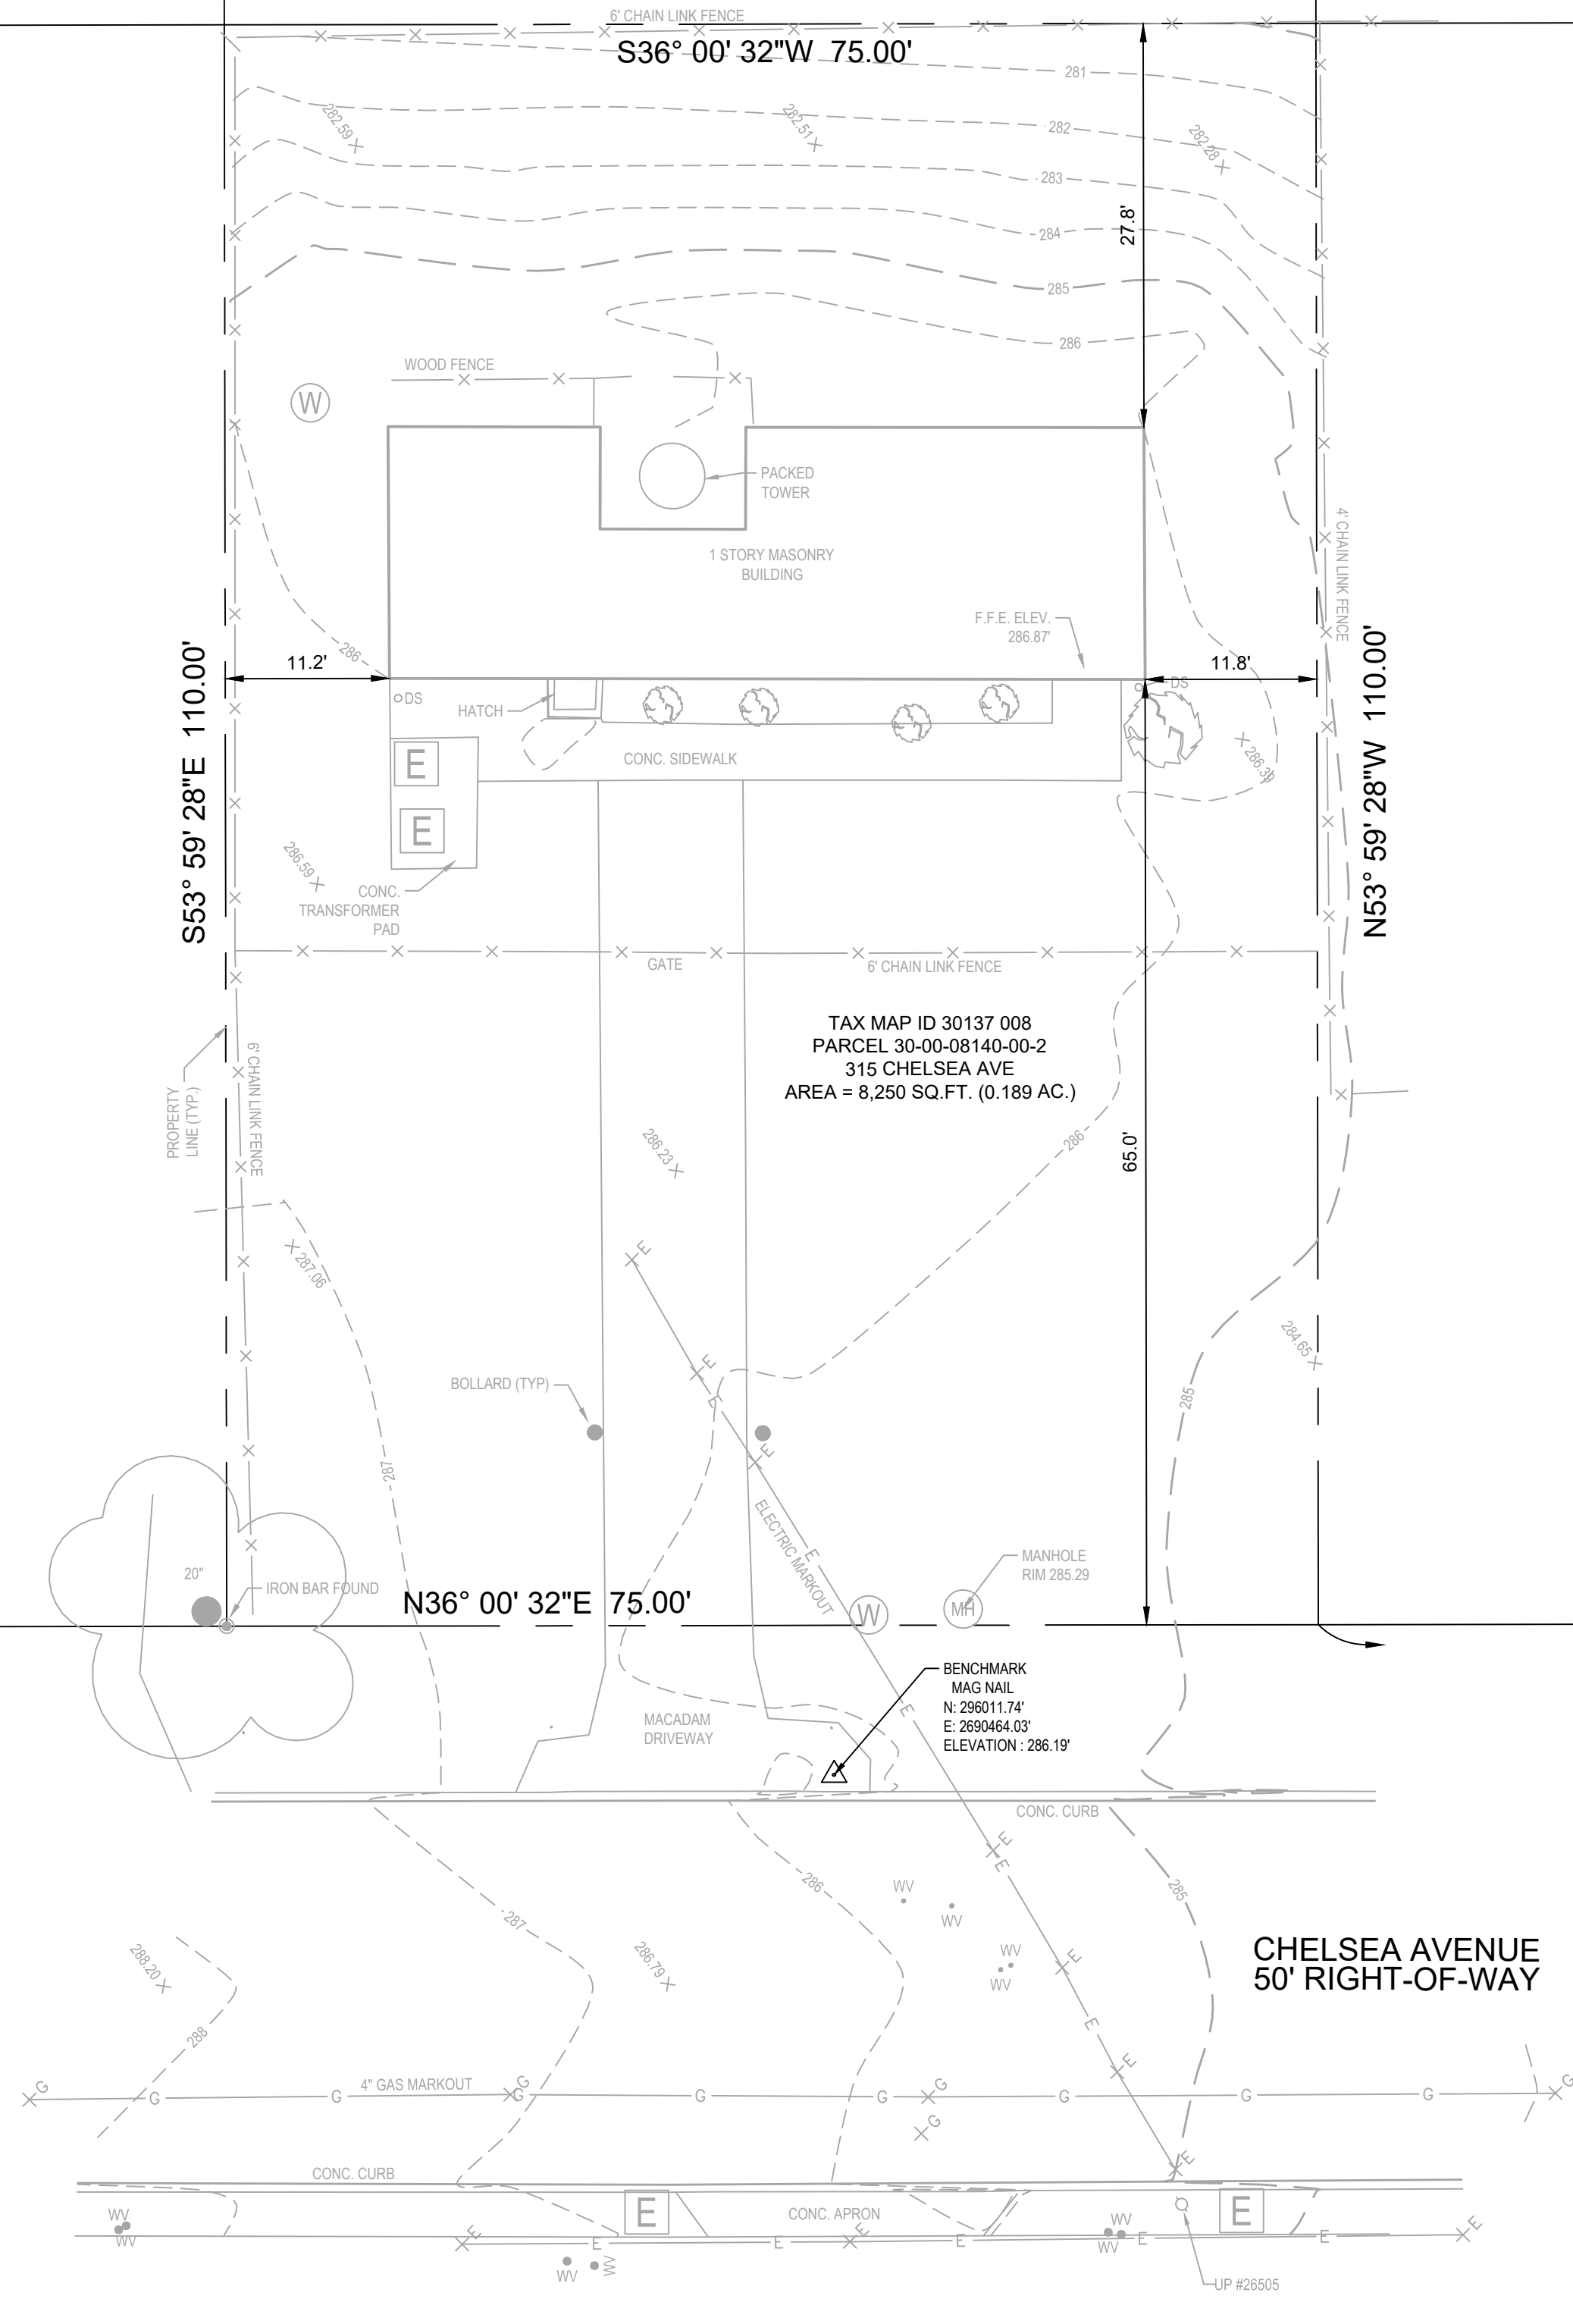 6' CHAIN LINK FENCE
S36° 00' 32"W 75.00'
281
282.59
282.51
282
282.28
283
27.8'
284
285
286
WOOD FENCE
W
PACKED
TOWER
4' CHAIN LINK FENCE
1 STORY MASONRY
BUILDING
F.F.E. ELEV.
286.87'
286
11.2'
11.8'
S53° 59' 28"E 110.00'
N53° 59' 28"W 110.00'
DS
DS
HATCH
CONC. SIDEWALK
286.39
E
E
286.59
CONC.
TRANSFORMER
PAD
GATE
6' CHAIN LINK FENCE
TAX MAP ID 30137 008
PARCEL 30-00-08140-00-2
315 CHELSEA AVE
AREA = 8,250 SQ.FT. (0.189 AC.)
6' CHAIN LINK FENCE
PROPERTY
LINE (TYP.)
286.23
286
65.0'
287.06
E
284.65
E
BOLLARD (TYP)
E
285
E
287
ELECTRIC MARKOUT
E
MANHOLE
RIM 285.29
20"
IRON BAR FOUND
N36° 00' 32"E 75.00'
W
MH
BENCHMARK
MAG NAIL
N: 296011.74'
E: 2690464.03'
ELEVATION : 286.19'
E
MACADAM
DRIVEWAY
CONC. CURB
E
E
286
WV
285
WV
287
CHELSEA AVENUE
50' RIGHT-OF-WAY
288.20
286.79
WV
WV
E
E
288
E
4" GAS MARKOUT
G
G
G
G
G
G
G
G
G
G
G
G
G
E
CONC. CURB
E
CONC. APRON
E
WV
WV
WV
WV
E
E
E
E
E
E
E
E
WV
WV
UP #26505